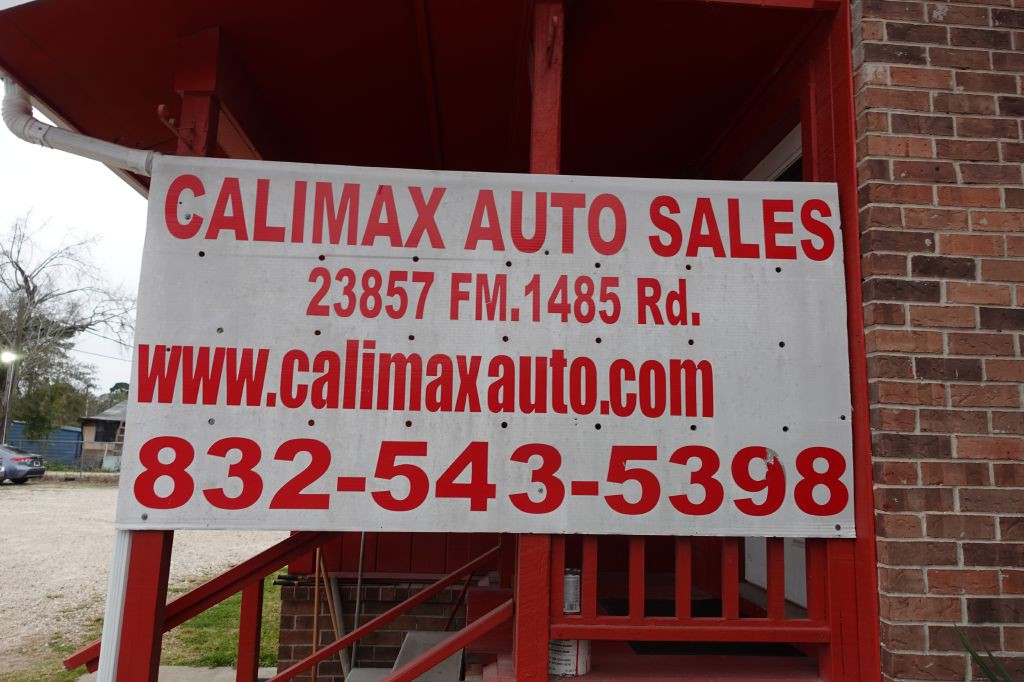 CALIMAX AUTO SALES
23857 FM.1485 Rd.
www.calimaxauto.com
832-543-5398